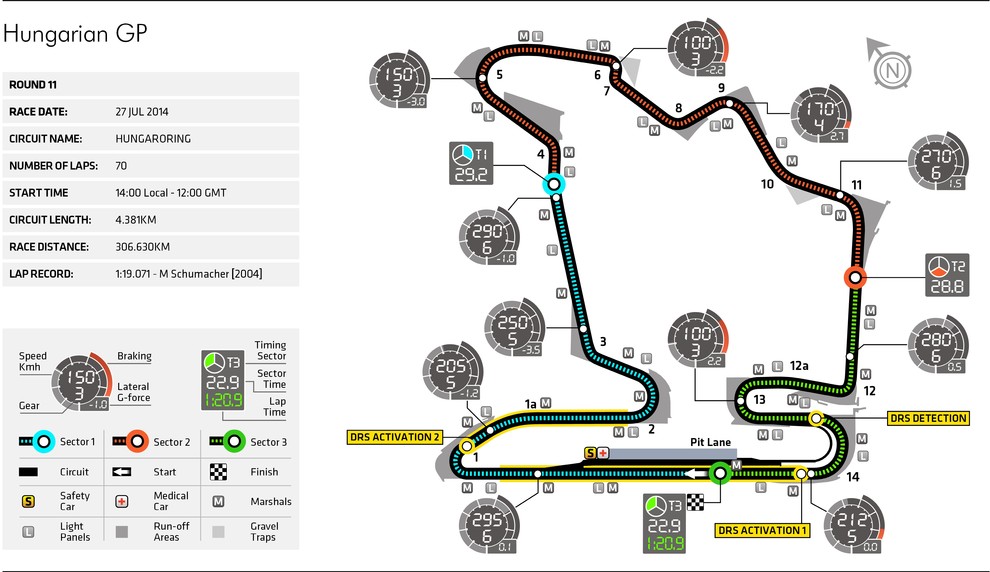 Hungarian GP
ROUND 11
RACE DATE: 27 JUL 2014
CIRCUIT NAME: HUNGARORING
NUMBER OF LAPS: 70
START TIME 14:00 Local - 12:00 GMT
CIRCUIT LENGTH: 4.381KM
RACE DISTANCE: 306.630KM
LAP RECORD: 1:19.071 - M Schumacher [2004]
Speed Kmh
Braking
Gear
Lateral G-force
150
3
-1.0
Timing Sector
Sector Time
Lap Time
T3
22.9
1:20.9
Sector 1
Sector 2
Sector 3
Circuit
Start
Finish
S
Safety Car
Medical Car
M
Marshals
L
Light Panels
Run-off Areas
Gravel Traps
M L
L M
100
3
-2.2
150
3
-3.0
5
6
7
8
9
N
170
4
2.7
M
L
L
M
L
M
L
4
M
L
T1
29.2
10
11
L
M
270
6
1.5
290
6
-1.0
M
L
M
T2
28.8
250
5
-3.5
3
100
3
2.2
M
L
280
6
0.5
205
5
-1.2
M
L
1a
M
L
M
2
L M
12a
L
M
12
M
L
13
M L
DRS DETECTION
DRS ACTIVATION 2
1
S
Pit Lane
M
M L
14
M
L
M
L
L M
L
M
295
6
0.1
T3
22.9
1:20.9
DRS ACTIVATION 1
212
5
0.0